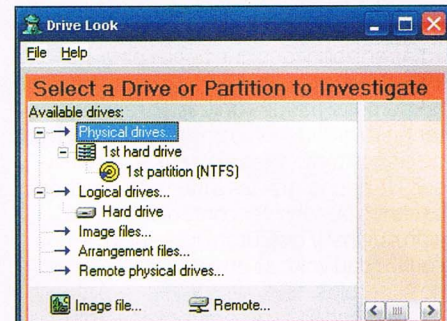 Drive Look
File Help
Select a Drive or Partition to Investigate
Available drives:
Physical drives...
1st hard drive
1st partition (NTFS)
Logical drives...
Hard drive
Image files...
Arrangement files...
Remote physical drives...
Image file... Remote...